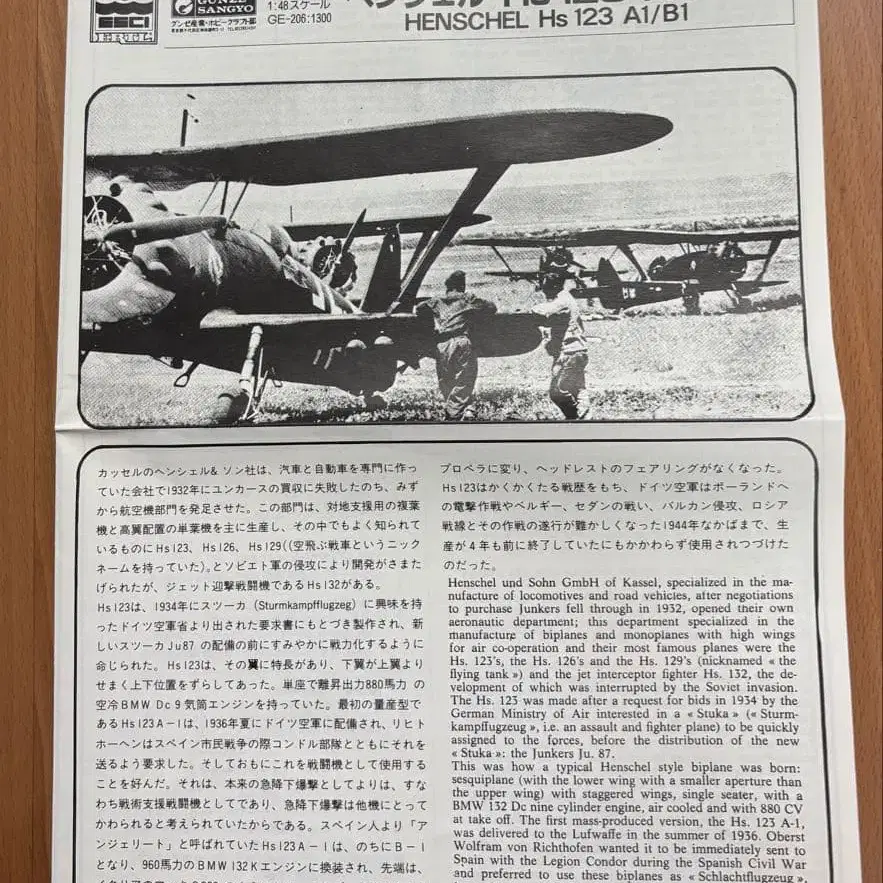 ESCI
GUNZE
SANGYO
グンゼ産業・ホビークラフト部
1:48スケール
GE-206:1300
HENSCHEL Hs 123 A1/B1
カッセルのヘンシェル& ソン社は、汽車と自動車を専門に作っ
ていた会社で1932年にユンカースの買収に失敗したのち、みず
から航空機部門を発足させた。この部門は、対地支援用の複葉
機と高翼配置の単葉機を主に生産し、その中でもよく知られて
いるものにHs123、Hs126、Hs129((空飛ぶ戦車というニック
ネームを持っていた)。とソビエト軍の侵攻により開発がさまた
げられたが、ジェット迎撃戦闘機であるHs132がある。
Hs123は、1934年にスツーカ (Sturmkampfflugzeg) に興味を持
ったドイツ空軍省より出された要求書にもとづき製作され、新
しいスツーカJu87 の配備の前にすみやかに戦力化するように
命じられた。Hs123は、その翼に特長があり、下翼が上翼より
せまく上下位置をずらしてあった。単座で離昇出力880馬力 の
空冷BMW Dc 9 気筒エンジンを持っていた。最初の量産型で
あるHs123A-1は、1936年夏にドイツ空軍に配備され、リヒト
ホーヘンはスペイン市民戦争の際コンドル部隊とともにそれを
送るよう要求した。そしておもにこれを戦闘機として使用する
ことを好んだ。それは、本来の急降下爆撃としてよりは、すな
わち戦術支援戦闘機としてであり、急降下爆撃は他機にとって
かわられると考えられていたからである。スペイン人より「ア
ンジェリート」と呼ばれていたHs123A-1は、のちにB-1
となり、960馬力のBMW132Kエンジンに換装され、先端は、
プロペラに変り、ヘッドレストのフェアリングがなくなった。
Hs123はかくかくたる戦歴をもち、ドイツ空軍はポーランドへ
の電撃作戦やベルギー、セダンの戦い、バルカン侵攻、ロシア
戦線とその作戦の遂行が難かしくなった1944年なかばまで、生
産が4年も前に終了していたにもかかわらず使用されつづけた
のだった。
Henschel und Sohn GmbH of Kassel, specialized in the ma-
nufacture of locomotives and road vehicles, after negotiations
to purchase Junkers fell through in 1932, opened their own
aeronautic department; this department specialized in the
manufacture of biplanes and monoplanes with high wings
for air co-operation and their most famous planes were the
Hs. 123's, the Hs. 126's and the Hs. 129's (nicknamed « the
flying tank ») and the jet interceptor fighter Hs. 132, the de-
velopment of which was interrupted by the Soviet invasion.
The Hs. 123 was made after a request for bids in 1934 by the
German Ministry of Air interested in a « Stuka » (« Sturm-
kampflugzeug », i.e. an assault and fighter plane) to be quickly
assigned to the forces, before the distribution of the new
« Stuka »: the Junkers Ju. 87.
This was how a typical Henschel style biplane was born:
sesquiplane (with the lower wing with a smaller aperture than
the upper wing) with staggered wings, single seater, with a
BMW 132 Dc nine cylinder engine, air cooled and with 880 CV
at take off. The first mass-produced version, the Hs. 123 A-1,
was delivered to the Lufwaffe in the summer of 1936. Oberst
Wolfram von Richthofen wanted it to be immediately sent to
Spain with the Legion Condor during the Spanish Civil War
and preferred to use these biplanes as « Schlachtflugzeug »,